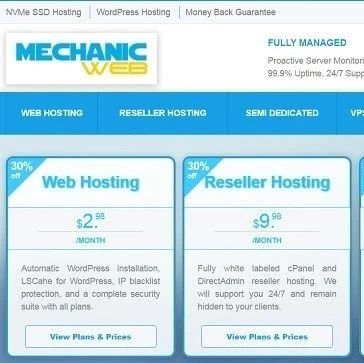 NVMe SSD Hosting WordPress Hosting Money Back Guarantee
MECHANIC
WEB
FULLY MANAGED
Proactive Server Monitori
99.9% Uptime, 24/7 Supp
WEB HOSTING RESELLER HOSTING SEMI DEDICATED VPS
30%
off
Web Hosting
$2.98
/MONTH
Automatic WordPress installation,
LSCahe for WordPress, IP blacklist
protection, and a complete security
suite with all plans.
View Plans & Prices
30%
off
Reseller Hosting
$9.98
/MONTH
Fully white labeled cPanel and
DirectAdmin reseller hosting. We
will support you 24/7 and remain
hidden to your clients.
View Plans & Prices